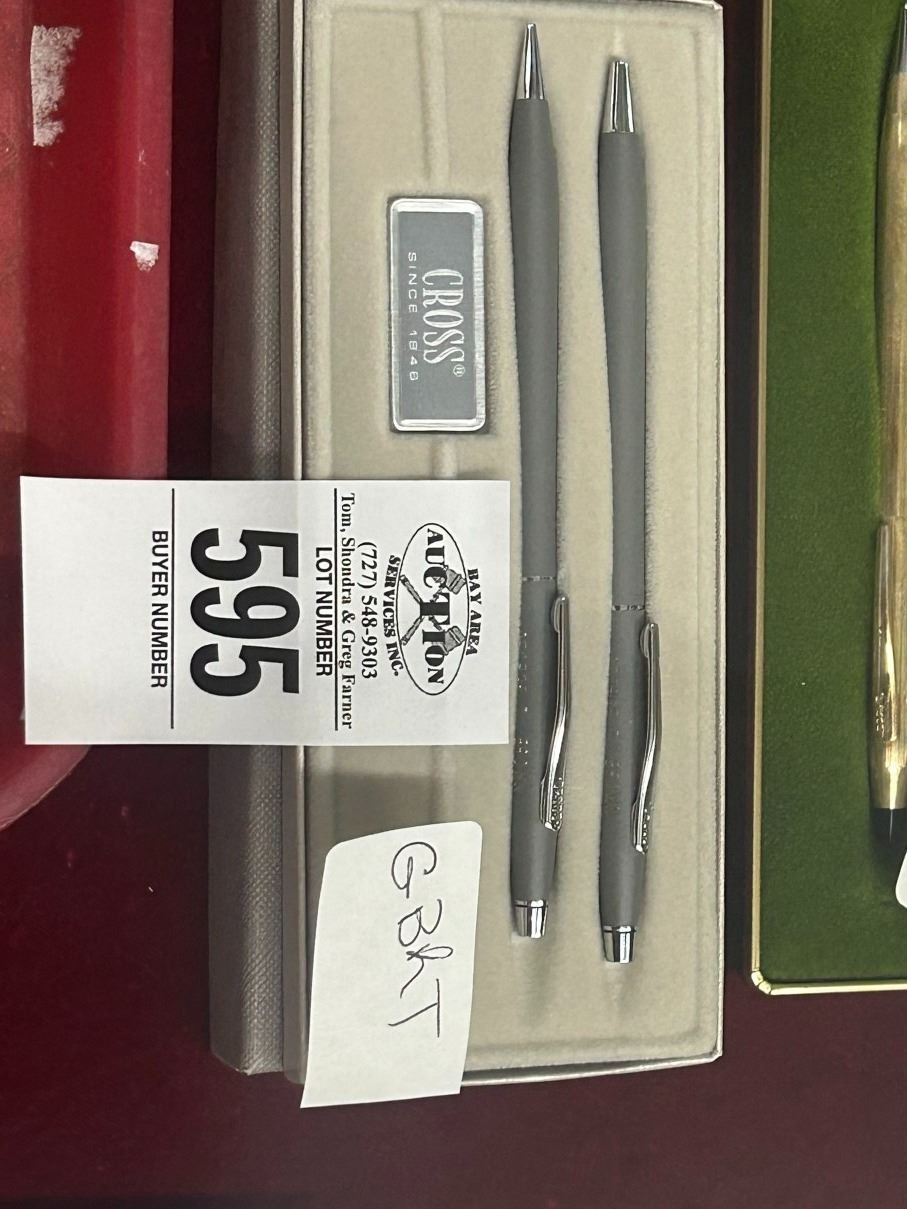 CROSS®
SINCE 1846
BAY AREA
AUCTION
SERVICES INC.
(727) 548-9303
Tom, Shondra & Greg Farner
LOT NUMBER
595
BUYER NUMBER
GBhT